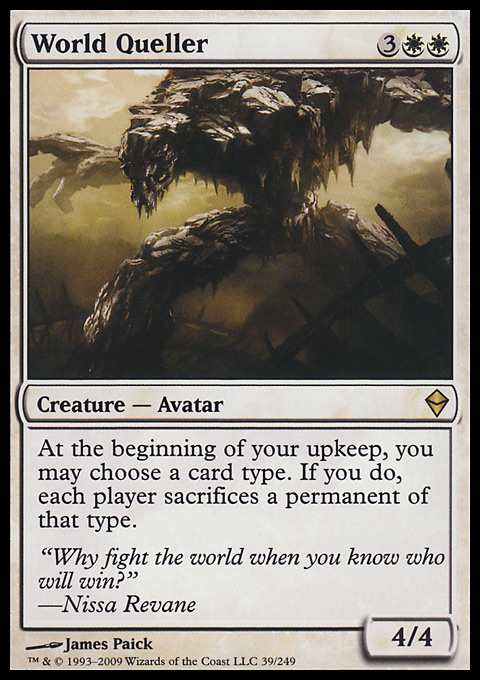 World Queller 3
Creature — Avatar
At the beginning of your upkeep, you
may choose a card type. If you do,
each player sacrifices a permanent of
that type.
“Why fight the world when you know who
will win?”
—Nissa Revane
4/4
James Paick
™ & © 1993–2009 Wizards of the Coast LLC 39/249